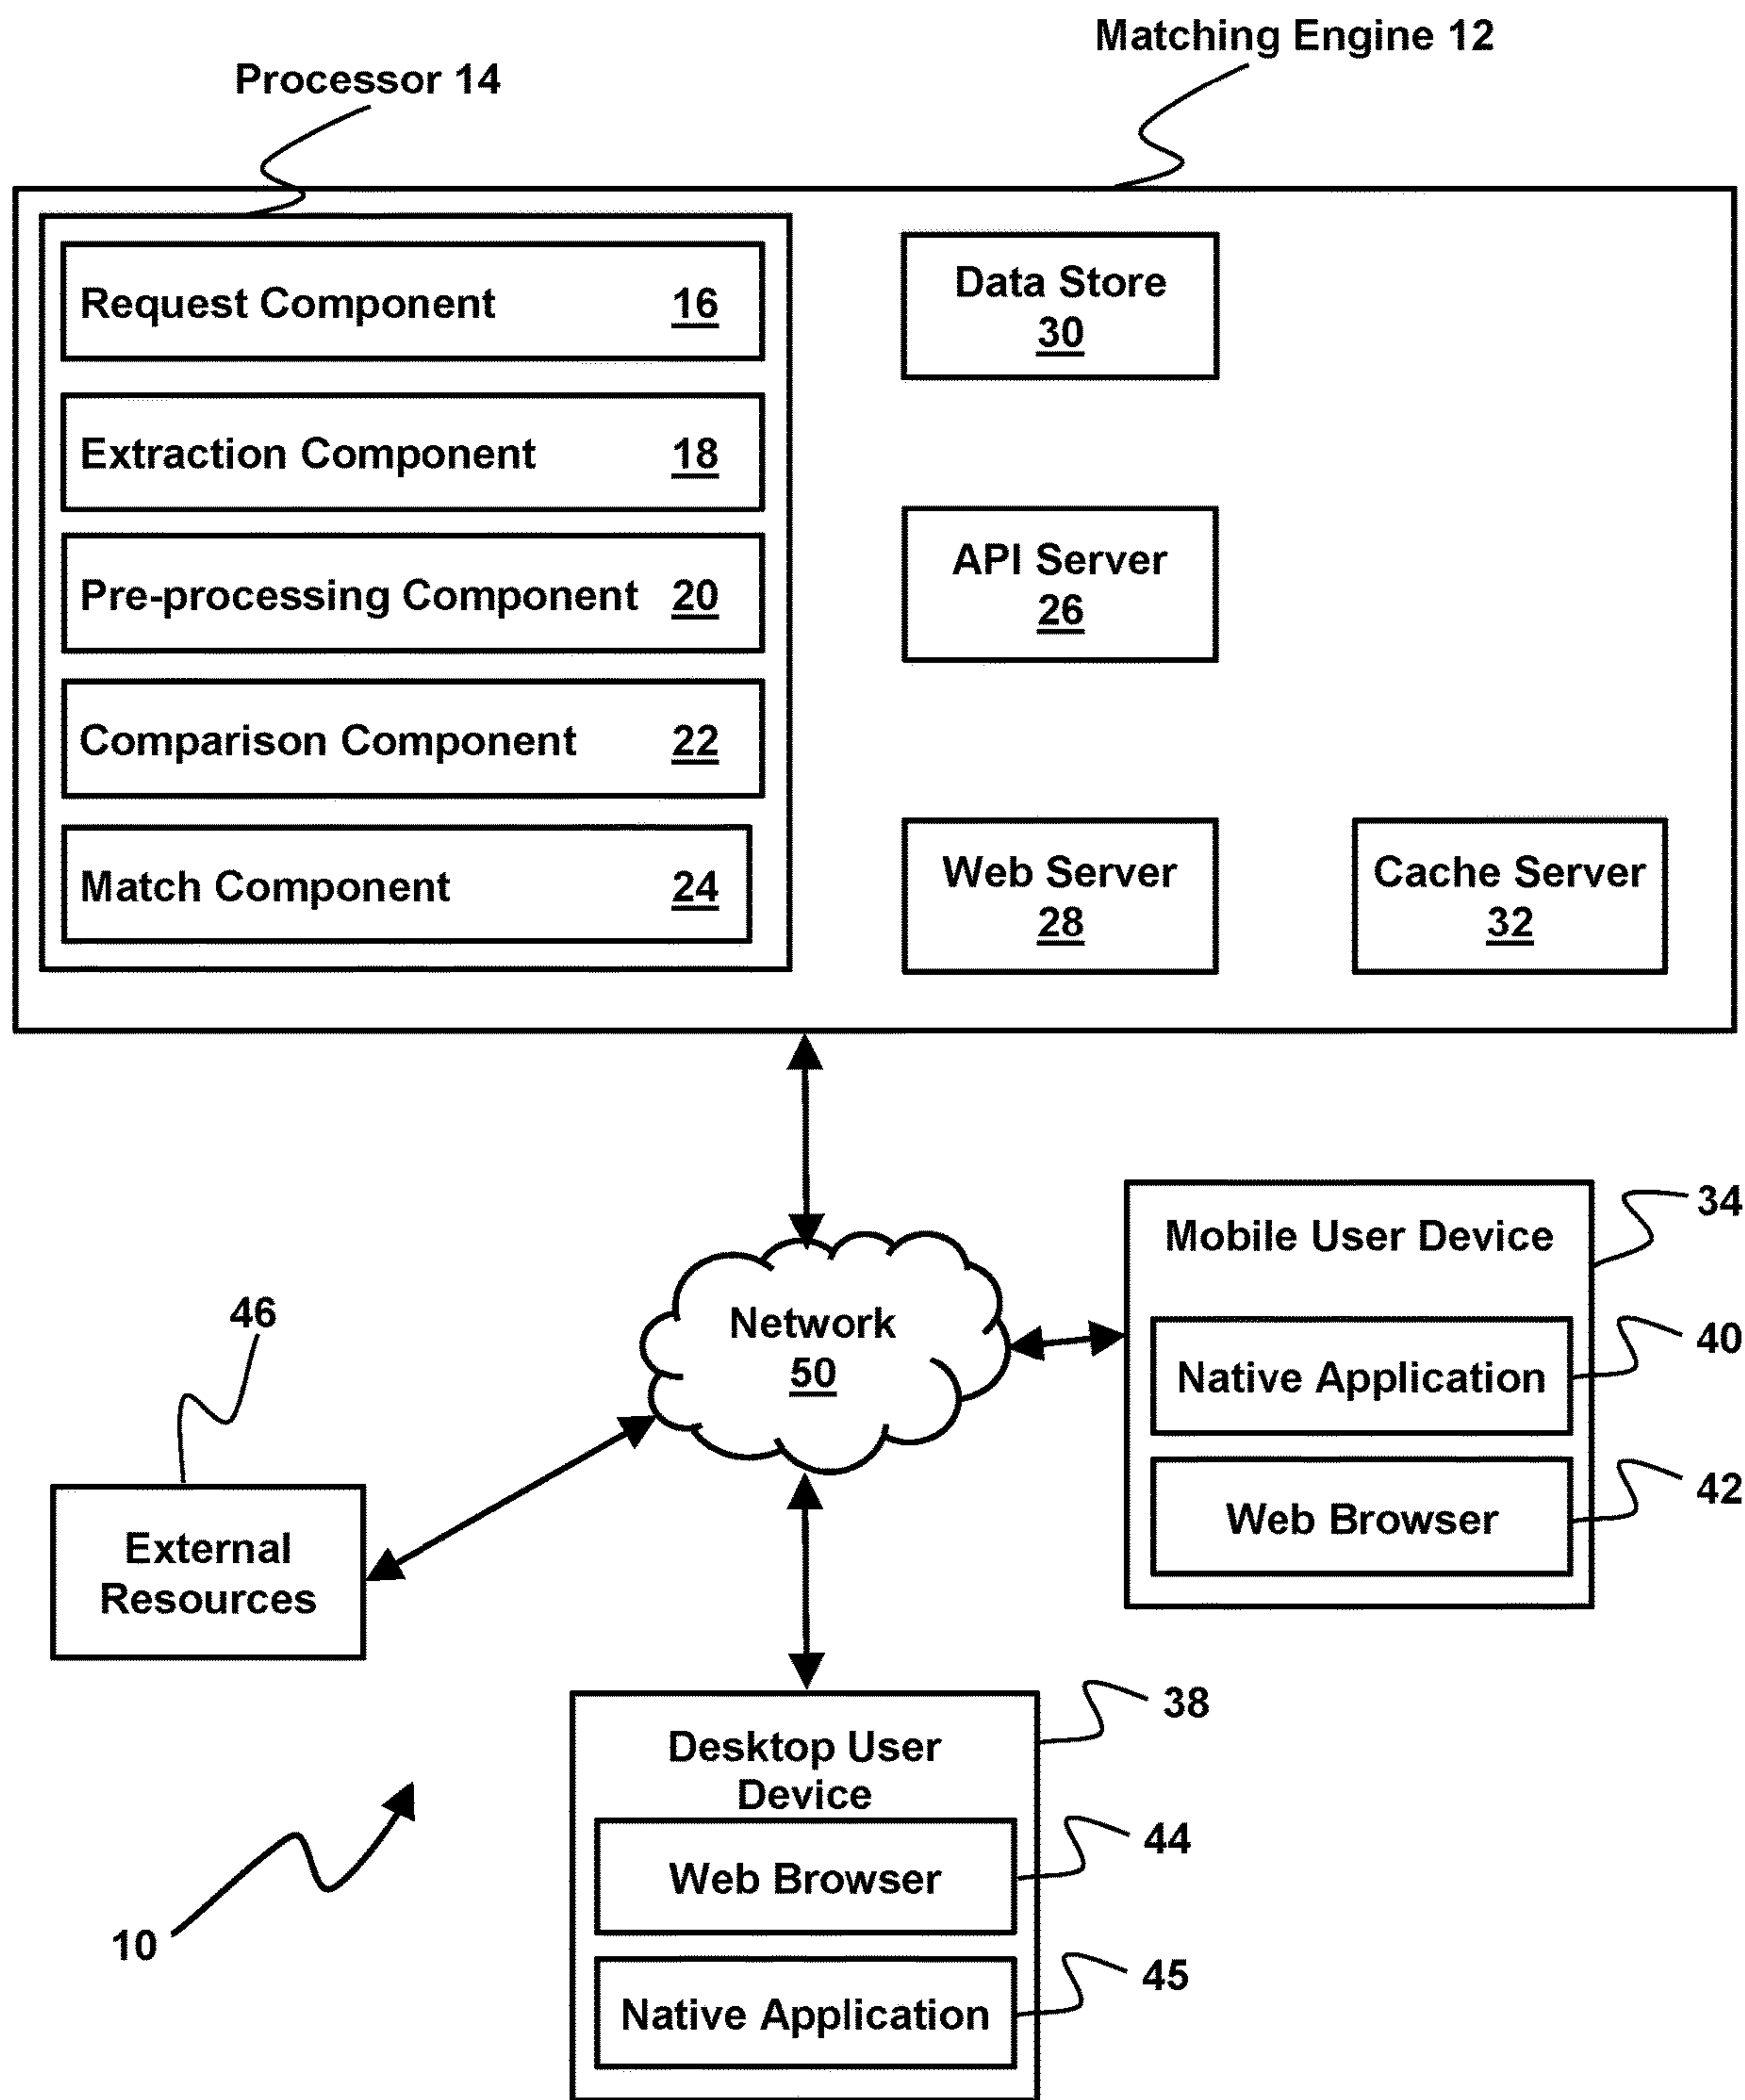 Matching Engine 12
Processor 14
Request Component 16
Extraction Component 18
Pre-processing Component 20
Comparison Component 22
Match Component 24
Data Store
30
API Server
26
Web Server
28
Cache Server
32
Network
50
Mobile User Device
34
Native Application
40
Web Browser
42
46
External
Resources
Desktop User
Device
38
Web Browser
44
Native Application
45
10